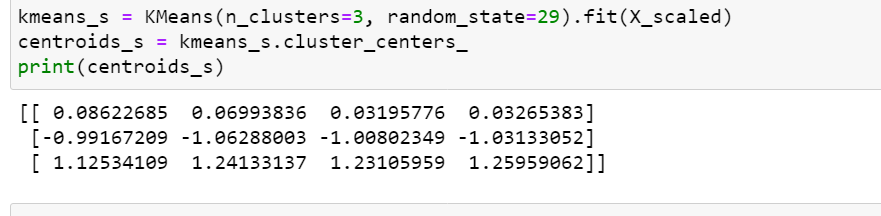 kmeans_s = KMeans(n_clusters=3, random_state=29).fit(X_scaled)
centroids_s = kmeans_s.cluster_centers_
print(centroids_s)
[[ 0.08622685  0.06993836  0.03195776  0.03265383]
 [-0.99167209 -1.06288003 -1.00802349 -1.03133052]
 [ 1.12534109  1.24133137  1.23105959  1.25959062]]